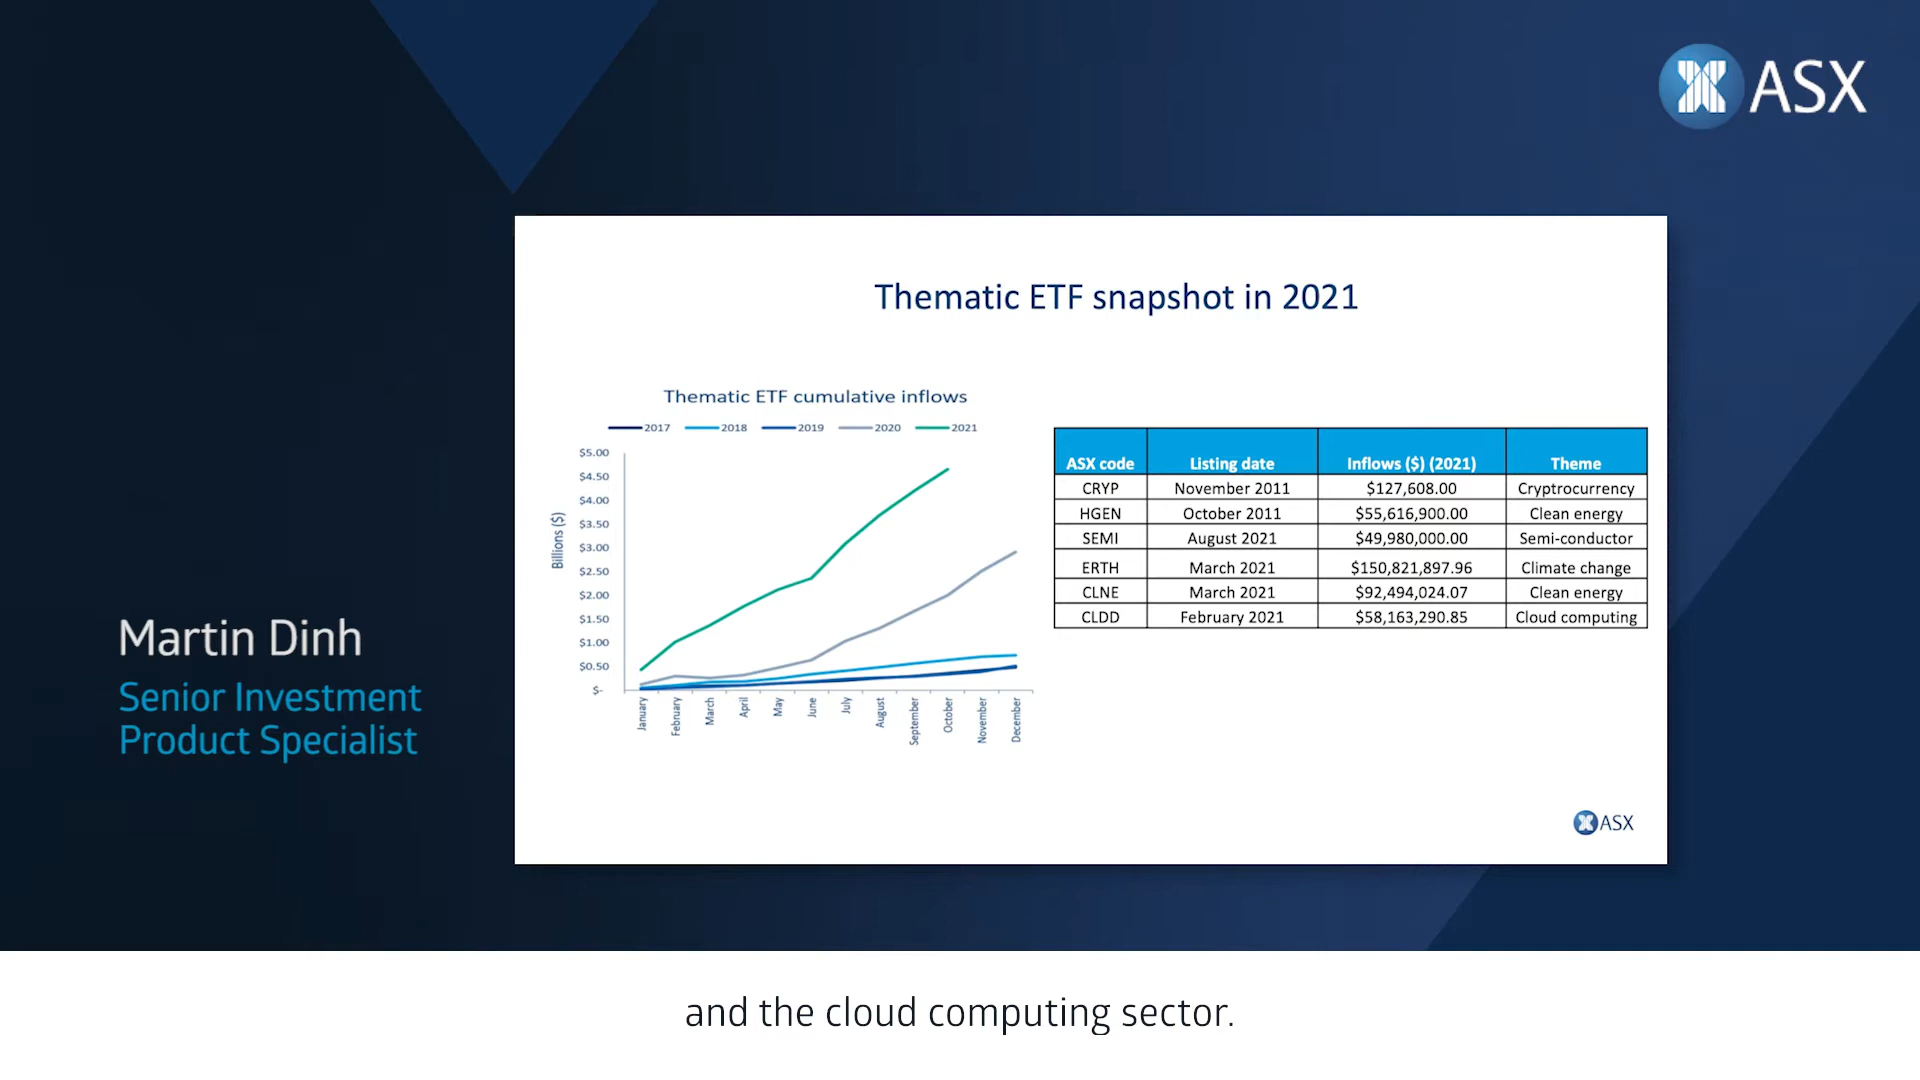 ASX
Thematic ETF snapshot in 2021
Thematic ETF cumulative inflows
2017 2018 2019 2020 2021
Billions ($)
$5.00
$4.50
$4.00
$3.50
$3.00
$2.50
$2.00
$1.50
$1.00
$0.50
$-
January February March April May June July August September October November December
ASX code Listing date Inflows ($) (2021) Theme
CRYP November 2011 $127,608.00 Cryptocurrency
HGEN October 2011 $55,616,900.00 Clean energy
SEMI August 2021 $49,980,000.00 Semi-conductor
ERTH March 2021 $150,821,897.96 Climate change
CLNE March 2021 $92,494,024.07 Clean energy
CLDD February 2021 $58,163,290.85 Cloud computing
ASX
Martin Dinh
Senior Investment
Product Specialist
and the cloud computing sector.